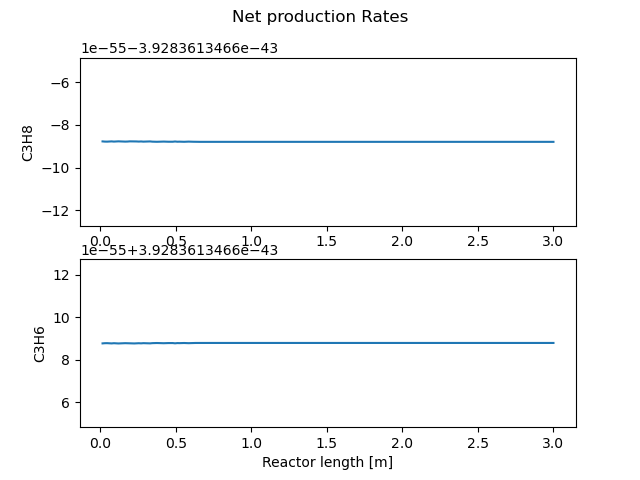 Net production Rates
1e−55−3.9283613466e−43
−6
−8
−10
−12
C3H8
0.0 0.5 1.0 1.5 2.0 2.5 3.0
1e−55+3.9283613466e−43
12
10
8
6
C3H6
0.0 0.5 1.0 1.5 2.0 2.5 3.0
Reactor length [m]